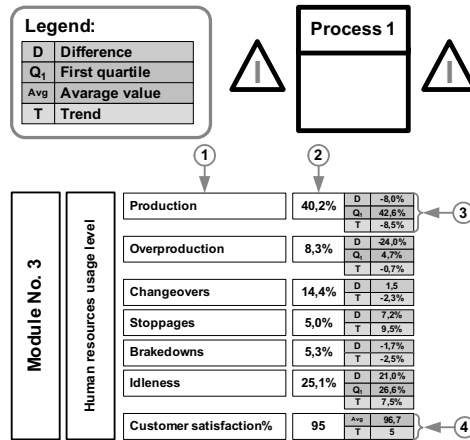 Legend:
D Difference
Q₁ First quartile
Avg Avarage value
T Trend
I
Process 1
I
1
2
Module No. 3
Human resources usage level
Production 40,2% D -8,0%
Q₁ 42,6%
T -8,5%
3
Overproduction 8,3% D -24,0%
Q₁ 4,7%
T -0,7%
Changeovers 14,4% D 1,5
T -2,3%
Stoppages 5,0% D 7,2%
T 9,5%
Brakedowns 5,3% D -1,7%
T -2,5%
Idleness 25,1% D 21,0%
Q₁ 26,6%
T 7,5%
Customer satisfaction% 95 Avg 96,7
T 5
4